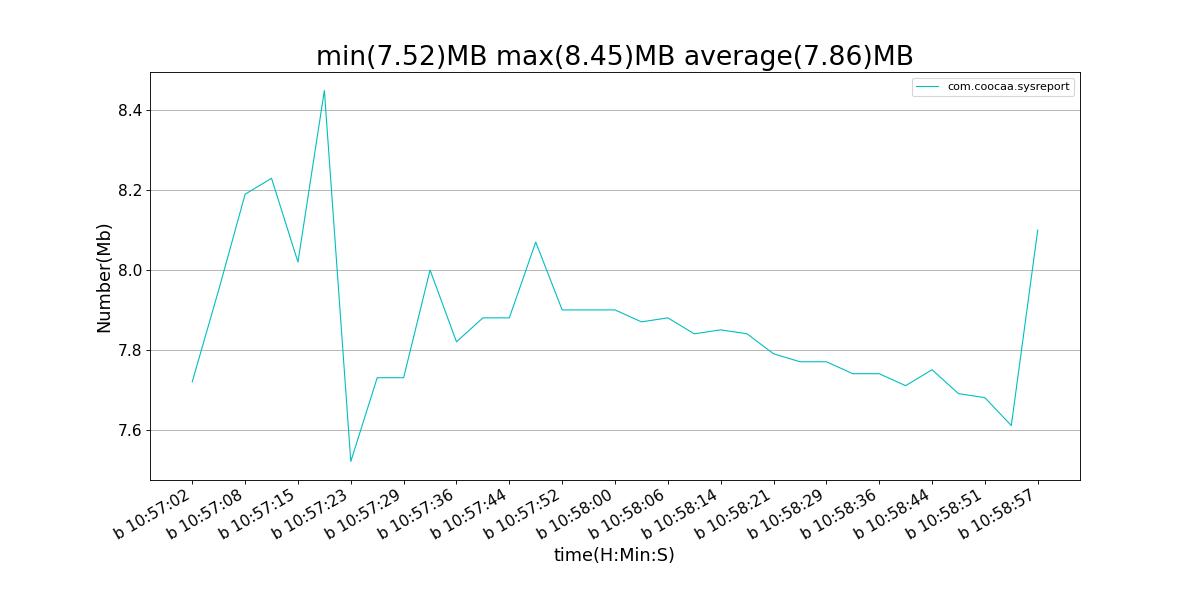 min(7.52)MB max(8.45)MB average(7.86)MB
com.coocaa.sysreport
8.4
8.2
8.0
7.8
7.6
Number(Mb)
b 10:57:02
b 10:57:08
b 10:57:15
b 10:57:23
b 10:57:29
b 10:57:36
b 10:57:44
b 10:57:52
b 10:58:00
b 10:58:06
b 10:58:14
b 10:58:21
b 10:58:29
b 10:58:36
b 10:58:44
b 10:58:51
b 10:58:57
time(H:Min:S)